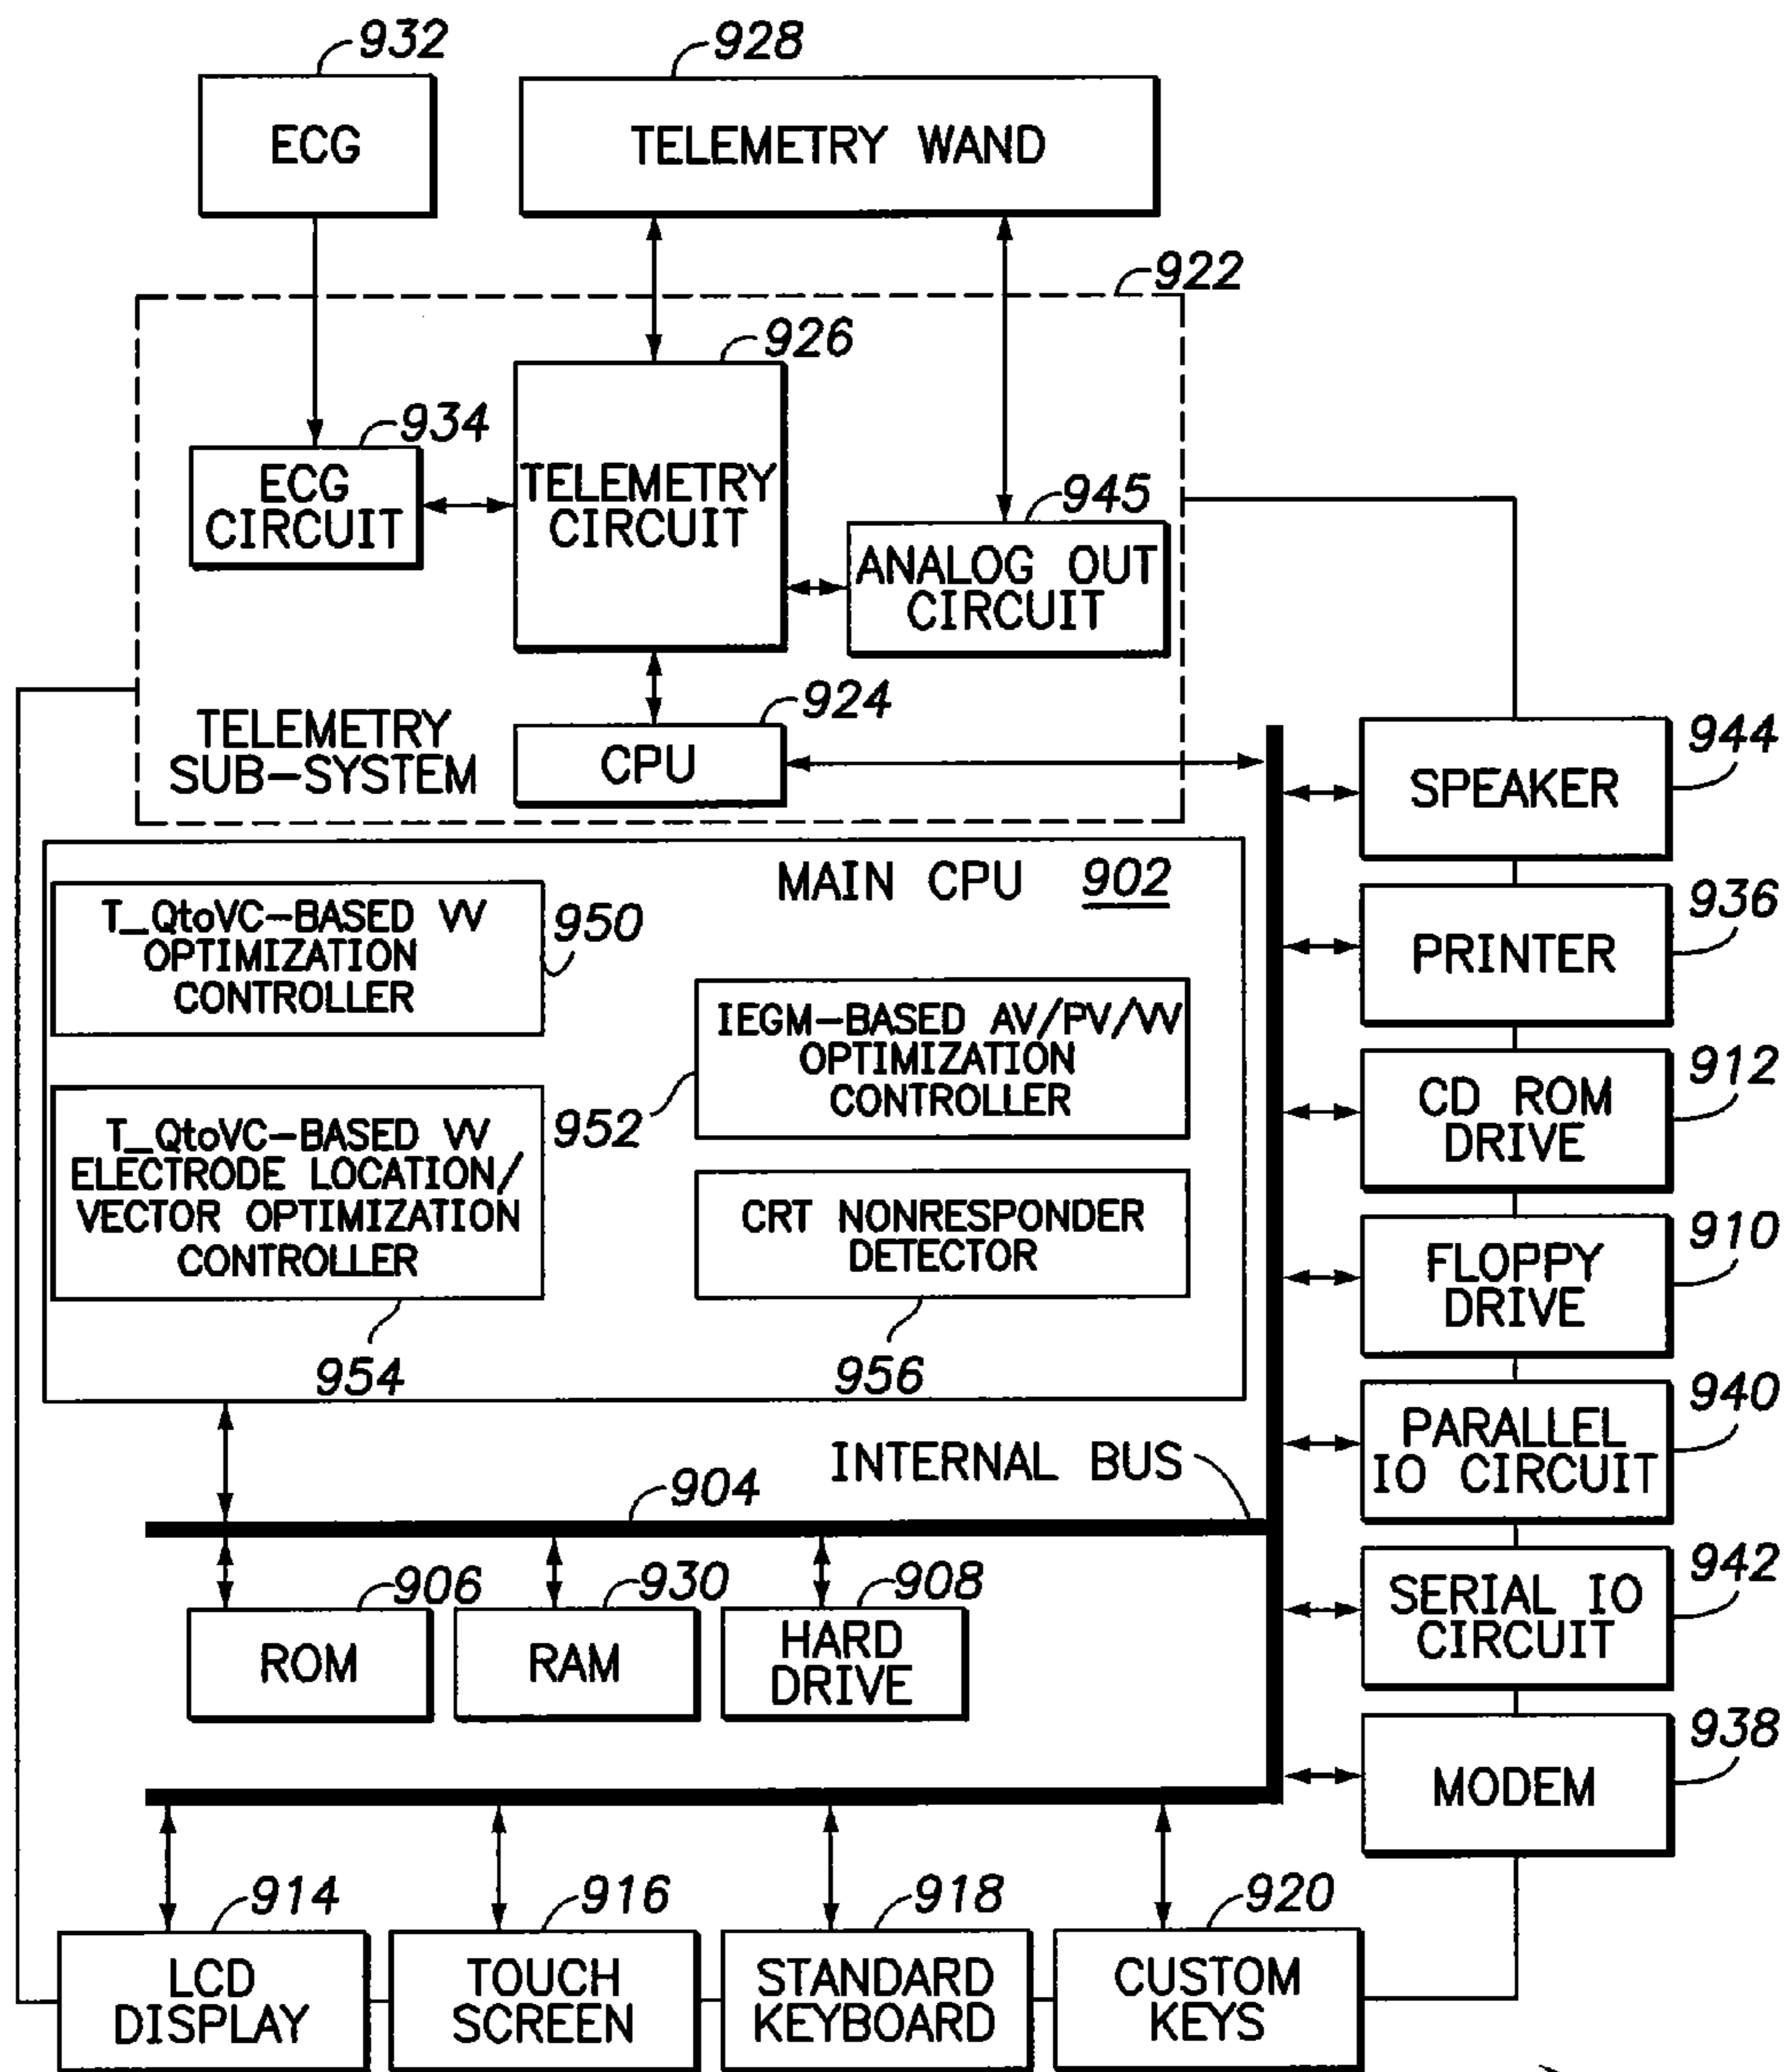 932
928
ECG
TELEMETRY WAND
922
926
934
TELEMETRY
CIRCUIT
ECG
CIRCUIT
945
ANALOG OUT
CIRCUIT
TELEMETRY
SUB-SYSTEM
924
CPU
944
SPEAKER
MAIN CPU 902
T_QtoVC-BASED VV
OPTIMIZATION
CONTROLLER
950
936
PRINTER
IEGM-BASED AV/PV/VV
OPTIMIZATION
CONTROLLER
952
912
CD ROM
DRIVE
T_QtoVC-BASED VV
ELECTRODE LOCATION/
VECTOR OPTIMIZATION
CONTROLLER
954
CRT NONRESPONDER
DETECTOR
956
910
FLOPPY
DRIVE
940
PARALLEL
IO CIRCUIT
INTERNAL BUS
904
906
930
908
ROM
RAM
HARD
DRIVE
942
SERIAL IO
CIRCUIT
938
MODEM
914
916
918
920
LCD
DISPLAY
TOUCH
SCREEN
STANDARD
KEYBOARD
CUSTOM
KEYS